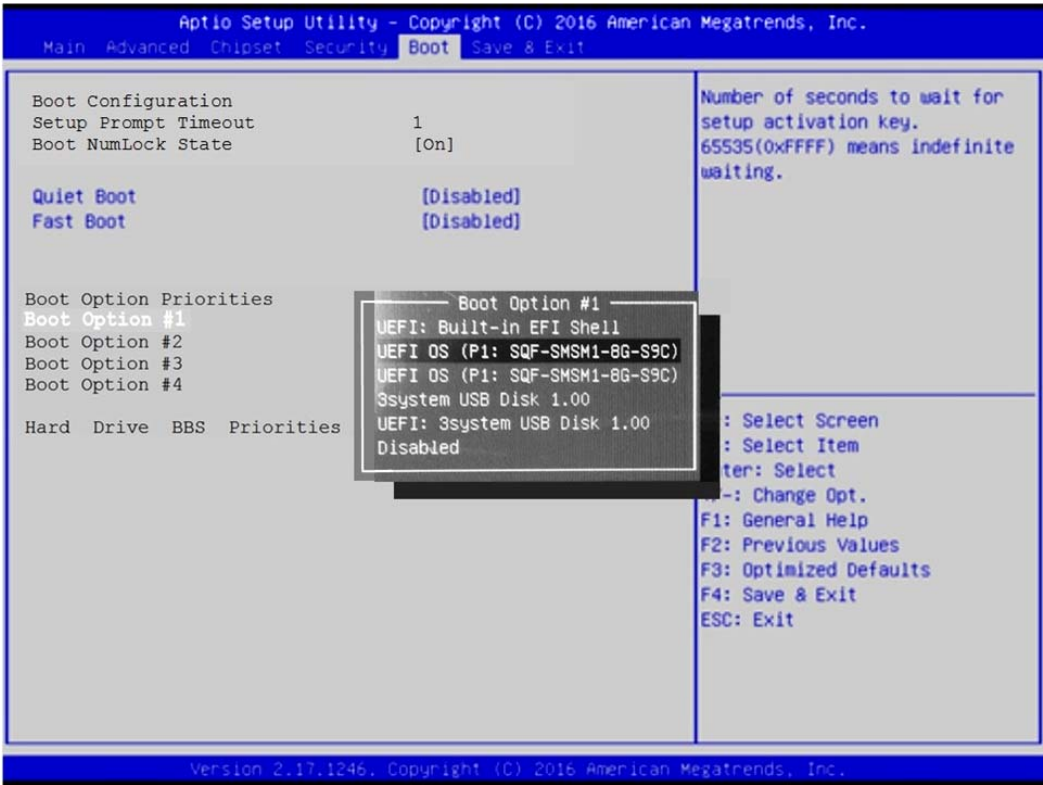 Aptio Setup Utility – Copyright (C) 2016 American Megatrends, Inc.
Main Advanced Chipset Security Boot Save & Exit
Boot Configuration
Setup Prompt Timeout 1
Boot NumLock State [On]
Quiet Boot [Disabled]
Fast Boot [Disabled]
Boot Option Priorities
Boot Option #1
Boot Option #2
Boot Option #3
Boot Option #4
Hard Drive BBS Priorities
Boot Option #1
UEFI: Built-in EFI Shell
UEFI OS (P1: SQF-SMSM1-8G-S9C)
UEFI OS (P1: SQF-SMSM1-8G-S9C)
3system USB Disk 1.00
UEFI: 3system USB Disk 1.00
Disabled
Number of seconds to wait for
setup activation key.
65535(0xFFFF) means indefinite
waiting.
: Select Screen
: Select Item
ter: Select
-: Change Opt.
F1: General Help
F2: Previous Values
F3: Optimized Defaults
F4: Save & Exit
ESC: Exit
Version 2.17.1246. Copyright (C) 2016 American Megatrends, Inc.